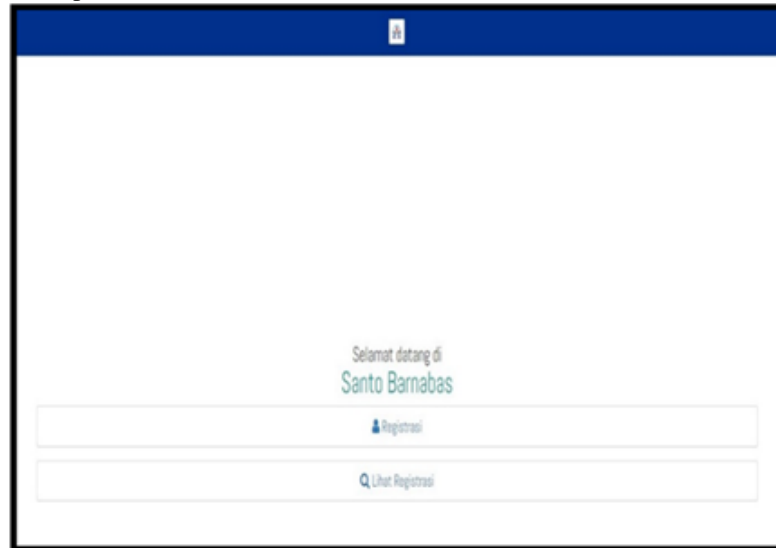 Selamat datang di
Santo Barnabas
Registrasi
Lihat Registrasi